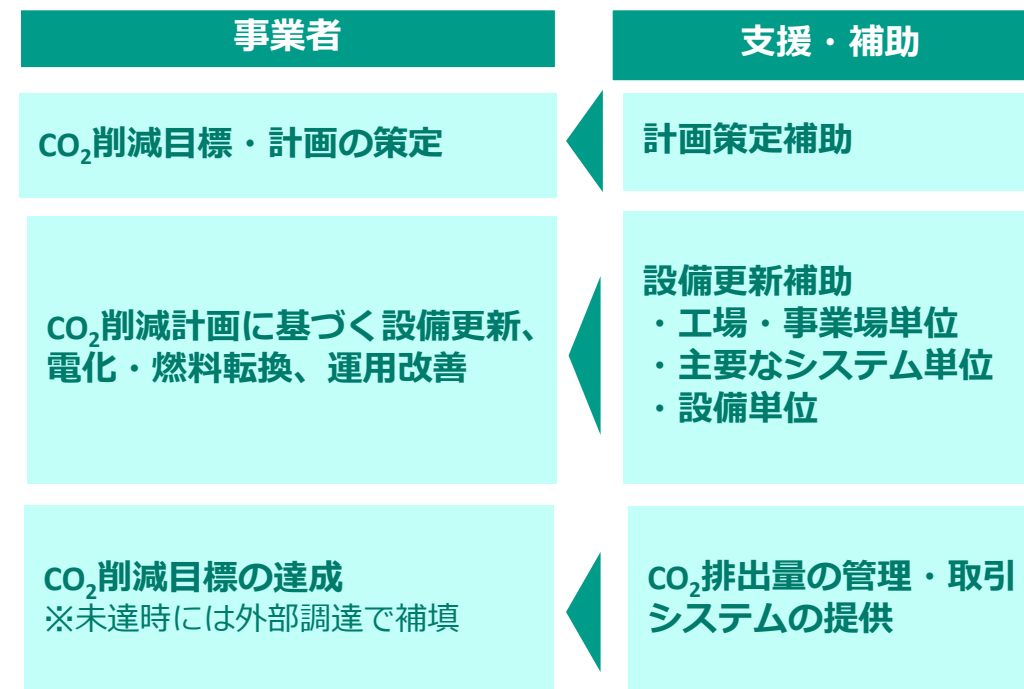 事業者
支援・補助
CO₂削減目標・計画の策定
計画策定補助
CO₂削減計画に基づく設備更新、
電化・燃料転換、運用改善
設備更新補助
・工場・事業場単位
・主要なシステム単位
・設備単位
CO₂削減目標の達成
※未達時には外部調達で補填
CO₂排出量の管理・取引
システムの提供